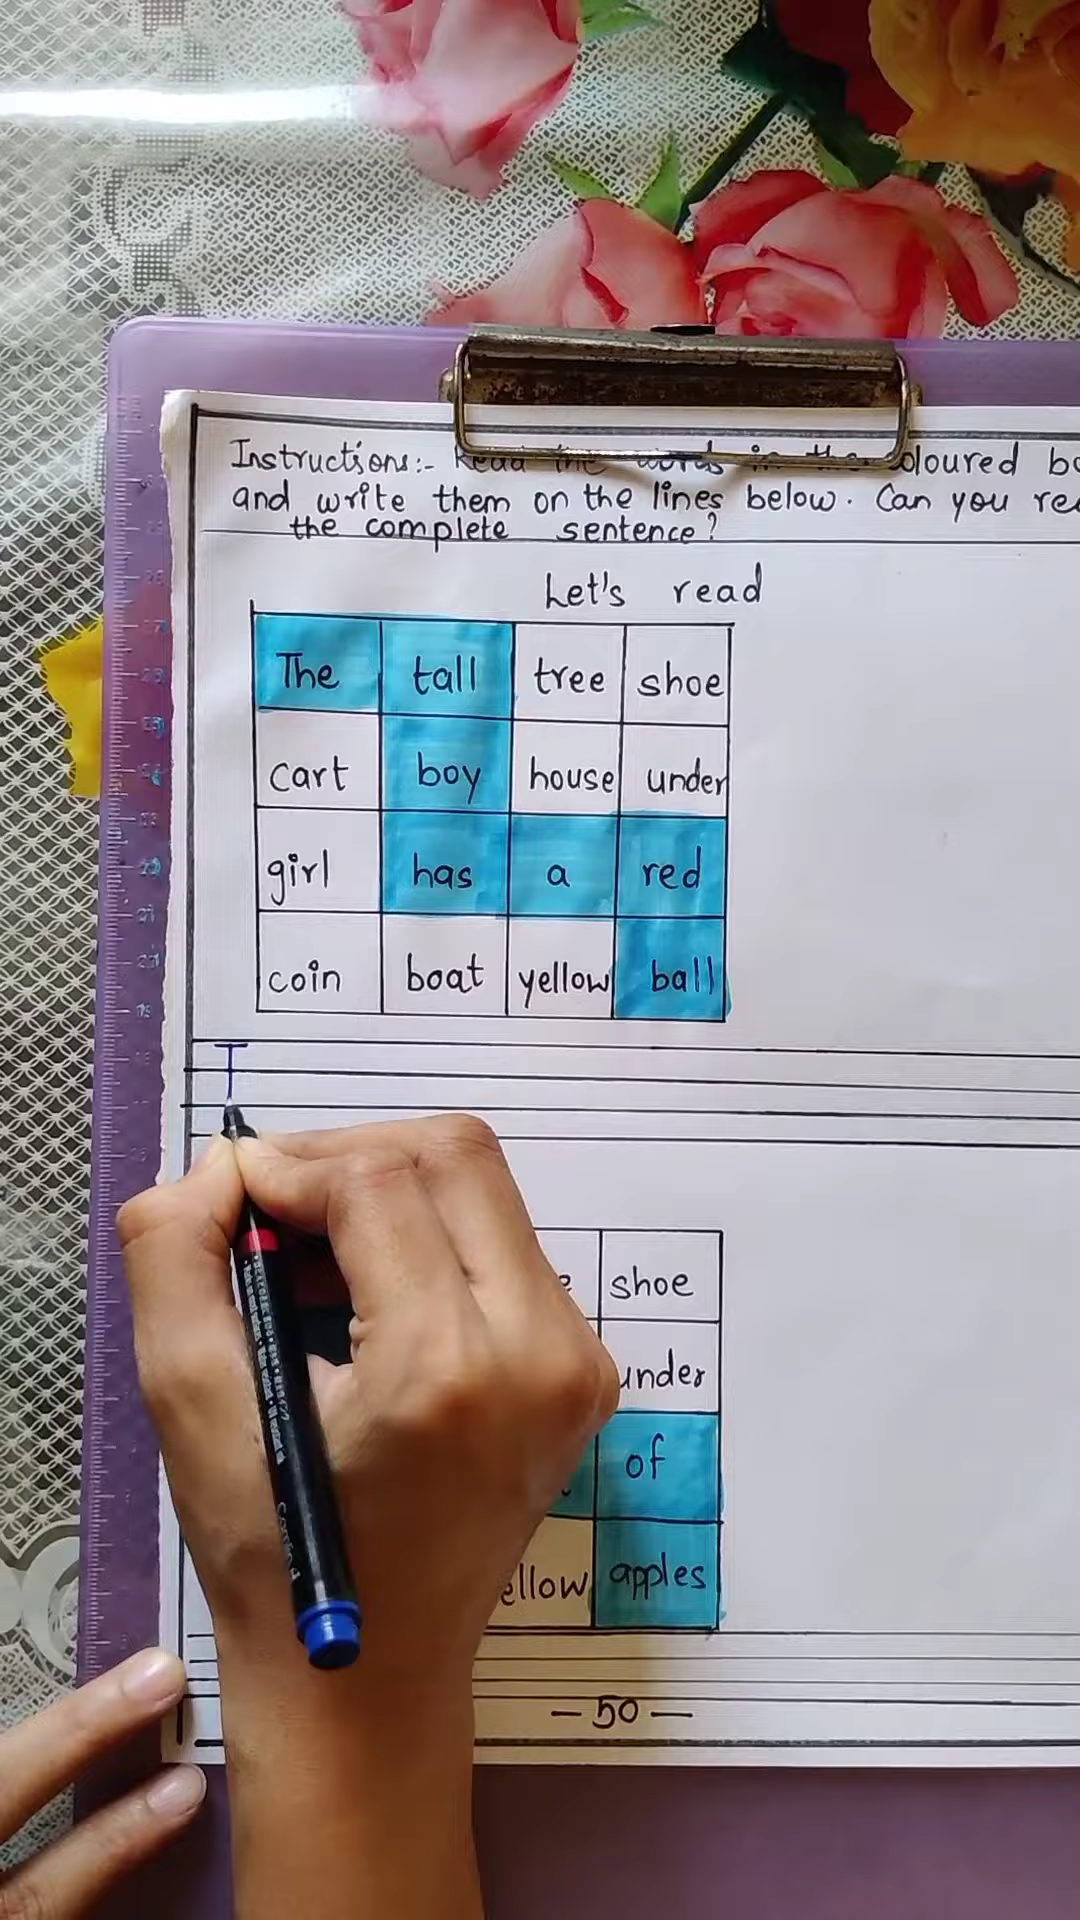 Instructions:- Read the words in the coloured bo
and write them on the lines below. Can you rea
the complete sentence?
Let's read
The tall tree shoe
cart boy house under
girl has a red
coin boat yellow ball
T
e shoe
under
of
ellow apples
— 50 —